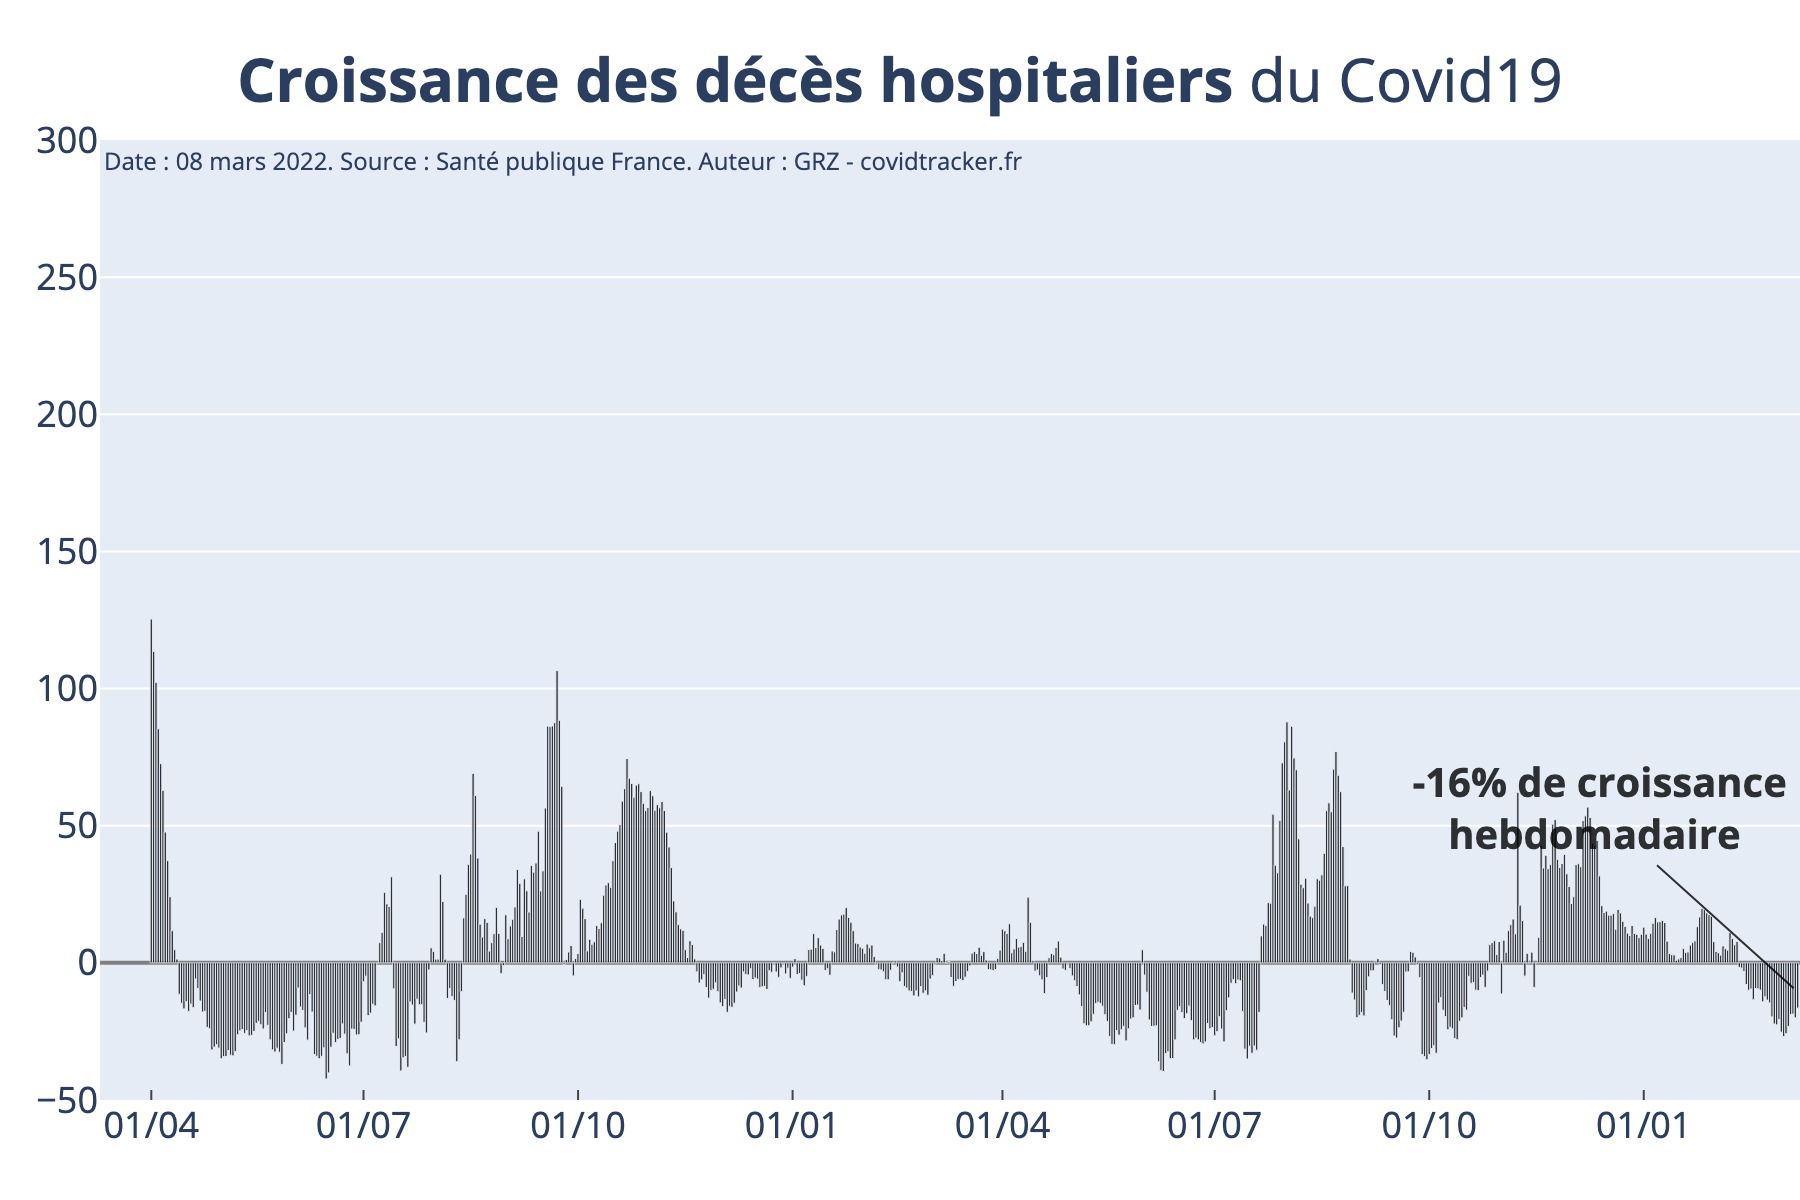 Croissance des décès hospitaliers du Covid19
300
Date : 08 mars 2022. Source : Santé publique France. Auteur : GRZ - covidtracker.fr
250
200
150
100
-16% de croissance
hebdomadaire
50
0
−50
01/04 01/07 01/10 01/01 01/04 01/07 01/10 01/01